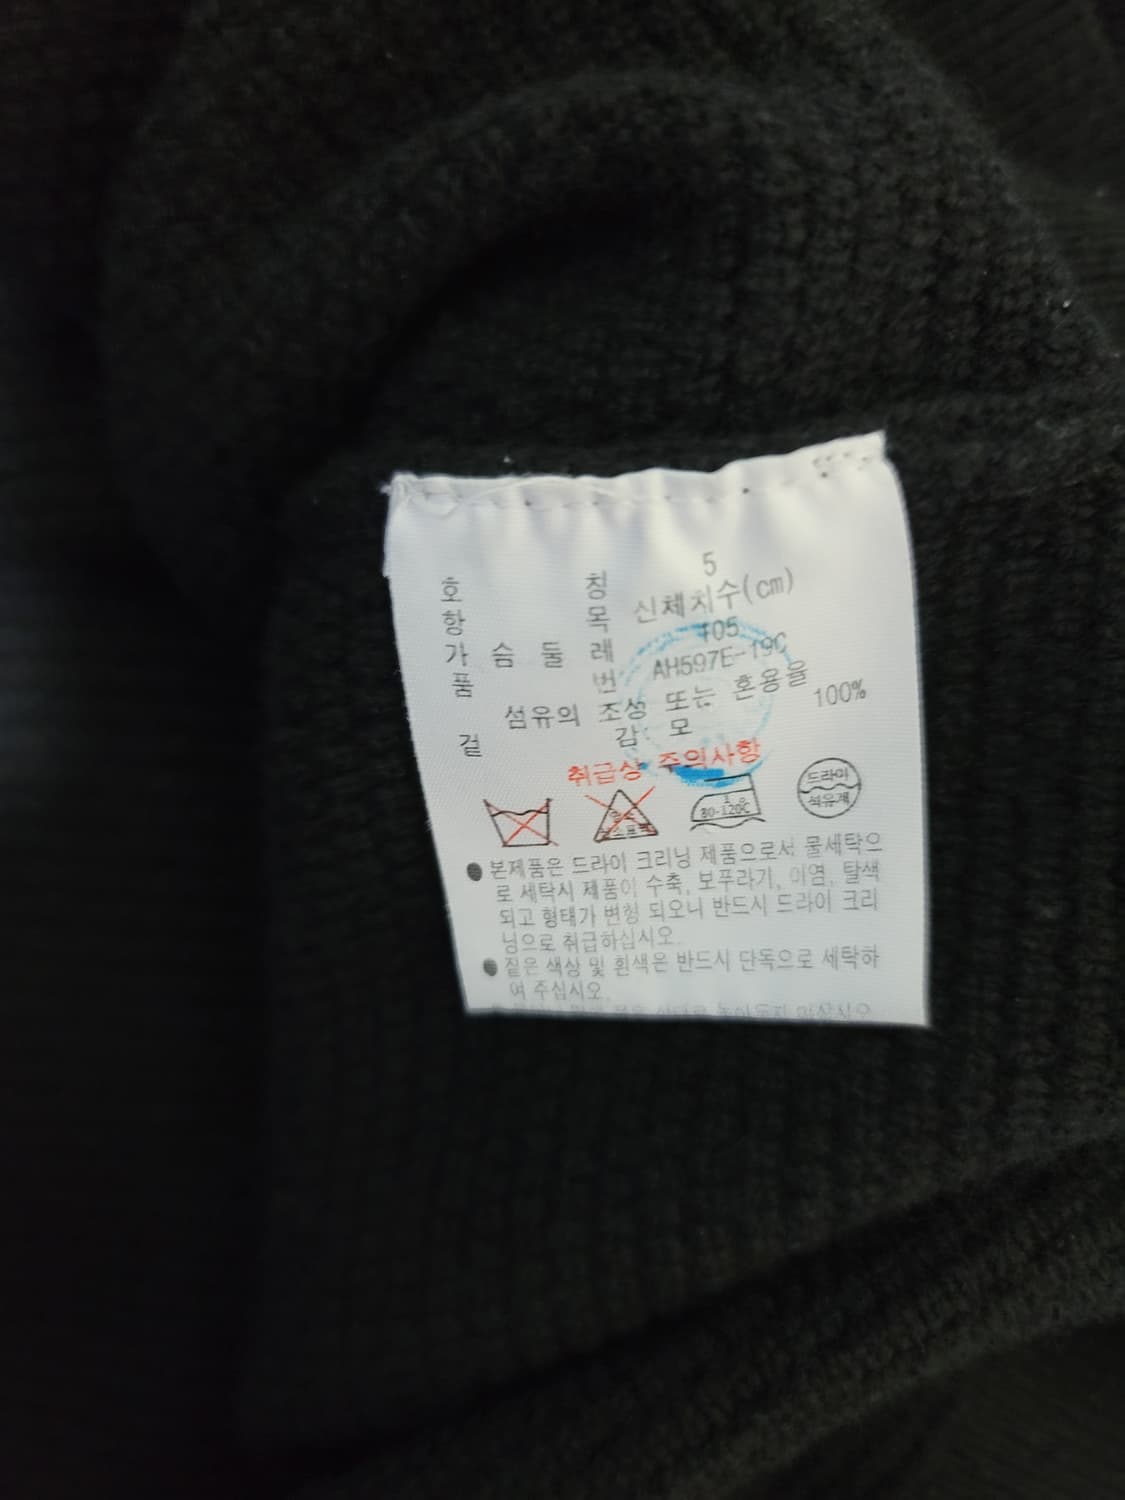 호 칭 5
항 목 신체치수(cm)
가 슴 둘 레 105
품 번 AH597E-19C
섬유의 조성 또는 혼용율
겉 감 모 100%
취급상 주의사항
80-120℃
드라이
석유제
●본제품은 드라이 크리닝 제품으로서 물세탁으
로 세탁시 제품이 수축, 보푸라기, 이염, 탈색
되고 형태가 변형 되오니 반드시 드라이 크리
닝으로 취급하십시오.
●짙은 색상 및 흰색은 반드시 단독으로 세탁하
여 주십시오.